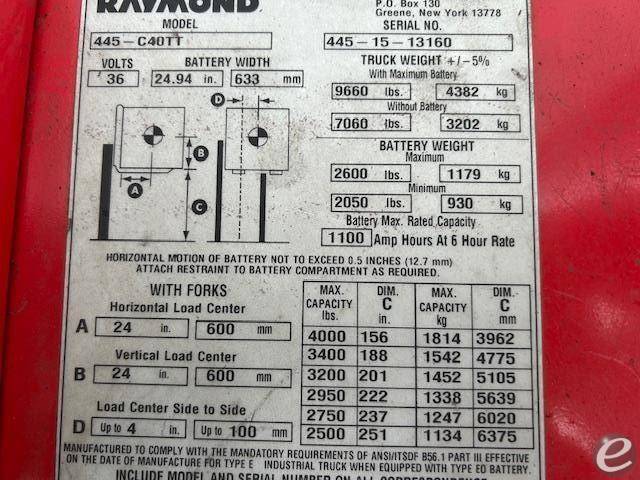 RAYMOND
P.O. Box 130
Greene, New York 13778
MODEL
445-C40TT
SERIAL NO.
445-15-13160
VOLTS
36
BATTERY WIDTH
24.94 in. 633 mm
TRUCK WEIGHT +/-5%
With Maximum Battery
9660 lbs. 4382 kg
Without Battery
7060 lbs. 3202 kg
BATTERY WEIGHT
Maximum
2600 lbs. 1179 kg
Minimum
2050 lbs. 930 kg
Battery Max. Rated Capacity
1100 Amp Hours At 6 Hour Rate
D
B
A
C
HORIZONTAL MOTION OF BATTERY NOT TO EXCEED 0.5 INCHES (12.7 mm)
ATTACH RESTRAINT TO BATTERY COMPARTMENT AS REQUIRED.
WITH FORKS
Horizontal Load Center
A 24 in. 600 mm
Vertical Load Center
B 24 in. 600 mm
Load Center Side to Side
D Up to 4 in. Up to 100 mm
MAX. CAPACITY lbs. DIM. C in. MAX. CAPACITY kg DIM. C mm
4000 156 1814 3962
3400 188 1542 4775
3200 201 1452 5105
2950 222 1338 5639
2750 237 1247 6020
2500 251 1134 6375
MANUFACTURED TO COMPLY WITH THE MANDATORY REQUIREMENTS OF ANSI/ITSDF B56.1 PART III EFFECTIVE
ON THE DATE OF MANUFACTURE FOR TYPE E INDUSTRIAL TRUCK WHEN EQUIPPED WITH TYPE EO BATTERY.
INCLUDE MODEL AND SERIAL NUMBER ON ALL CORRESPONDENCE
e